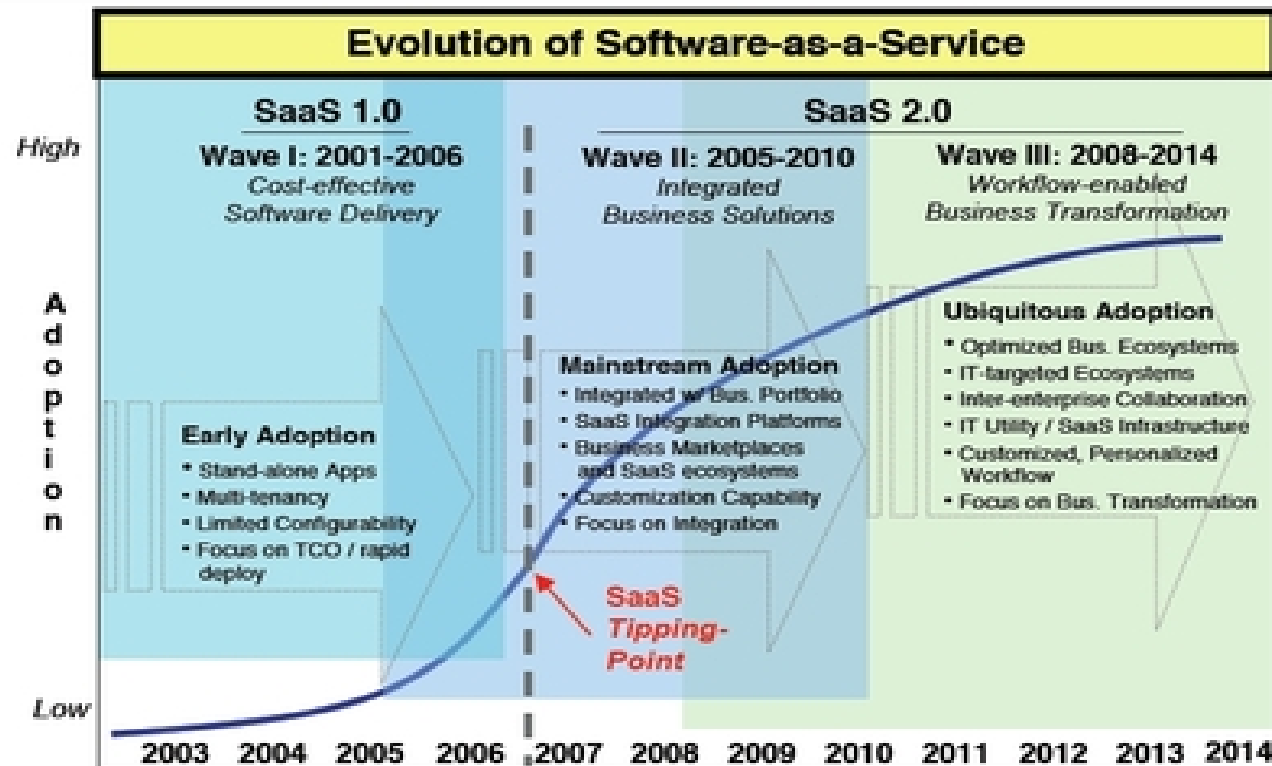 Evolution of Software-as-a-Service
SaaS 1.0
Wave I: 2001-2006
Cost-effective
Software Delivery
SaaS 2.0
Wave II: 2005-2010
Integrated
Business Solutions
Wave III: 2008-2014
Workflow-enabled
Business Transformation
High
Adoption
Low
Early Adoption
• Stand-alone Apps
• Multi-tenancy
• Limited Configurability
• Focus on TCO / rapid
deploy
Mainstream Adoption
• Integrated w/ Bus. Portfolio
• SaaS Integration Platforms
• Business Marketplaces
and SaaS ecosystems
• Customization Capability
• Focus on Integration
Ubiquitous Adoption
• Optimized Bus. Ecosystems
• IT-targeted Ecosystems
• Inter-enterprise Collaboration
• IT Utility / SaaS Infrastructure
• Customized, Personalized
Workflow
• Focus on Bus. Transformation
SaaS
Tipping-
Point
2003 2004 2005 2006 2007 2008 2009 2010 2011 2012 2013 2014